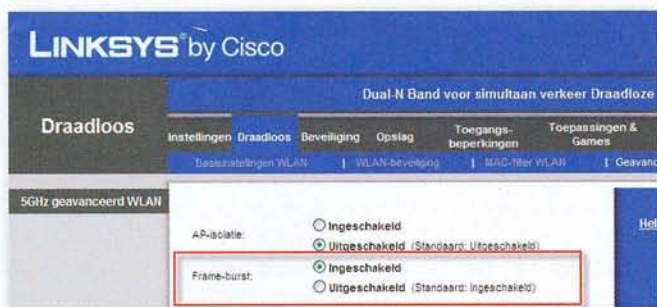 LINKSYS® by Cisco
Dual-N Band voor simultaan verkeer Draadloze
Draadloos
Instellingen Draadloos Beveiliging Opslag Toegangs-beperkingen Toepassingen & Games
Basisinstellingen WLAN | WLAN-beveiliging | MAC-filter WLAN | Geavanc
5GHz geavanceerd WLAN
Hel
AP-isolatie:
Ingeschakeld
Uitgeschakeld (Standaard: Uitgeschakeld)
Frame-burst:
Ingeschakeld
Uitgeschakeld (Standaard: Ingeschakeld)